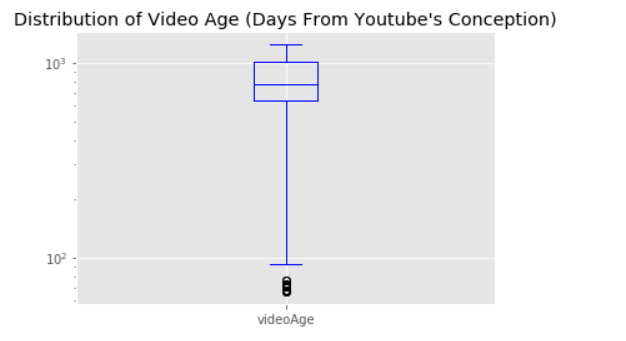 Distribution of Video Age (Days From Youtube's Conception)
10³
10²
videoAge